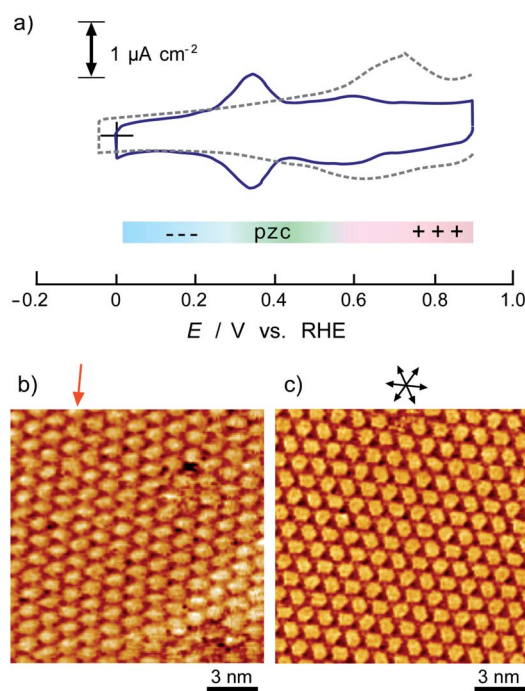 a)
1 μA cm⁻²
--- pzc +++
−0.2 0 0.2 0.4 0.6 0.8 1.0
E / V vs. RHE
b) c)
3 nm 3 nm